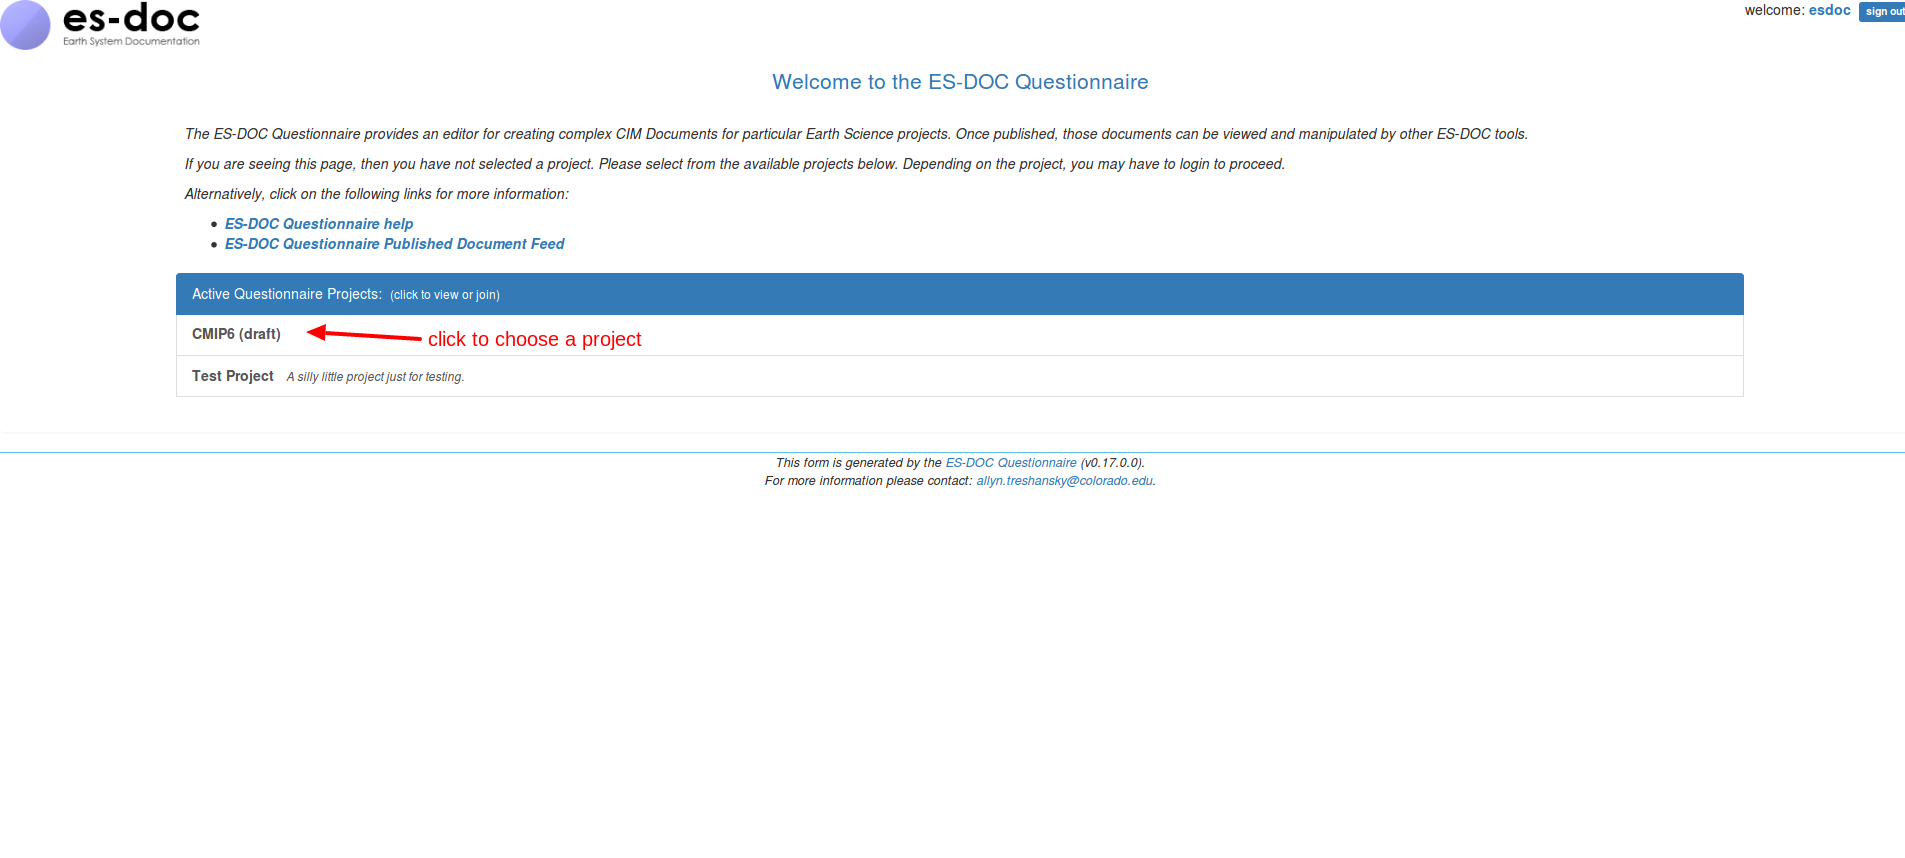 es-doc
Earth System Documentation
welcome: esdoc sign out
Welcome to the ES-DOC Questionnaire
The ES-DOC Questionnaire provides an editor for creating complex CIM Documents for particular Earth Science projects. Once published, those documents can be viewed and manipulated by other ES-DOC tools.
If you are seeing this page, then you have not selected a project. Please select from the available projects below. Depending on the project, you may have to login to proceed.
Alternatively, click on the following links for more information:
• ES-DOC Questionnaire help
• ES-DOC Questionnaire Published Document Feed
Active Questionnaire Projects: (click to view or join)
CMIP6 (draft) click to choose a project
Test Project A silly little project just for testing.
This form is generated by the ES-DOC Questionnaire (v0.17.0.0).
For more information please contact: allyn.treshansky@colorado.edu.